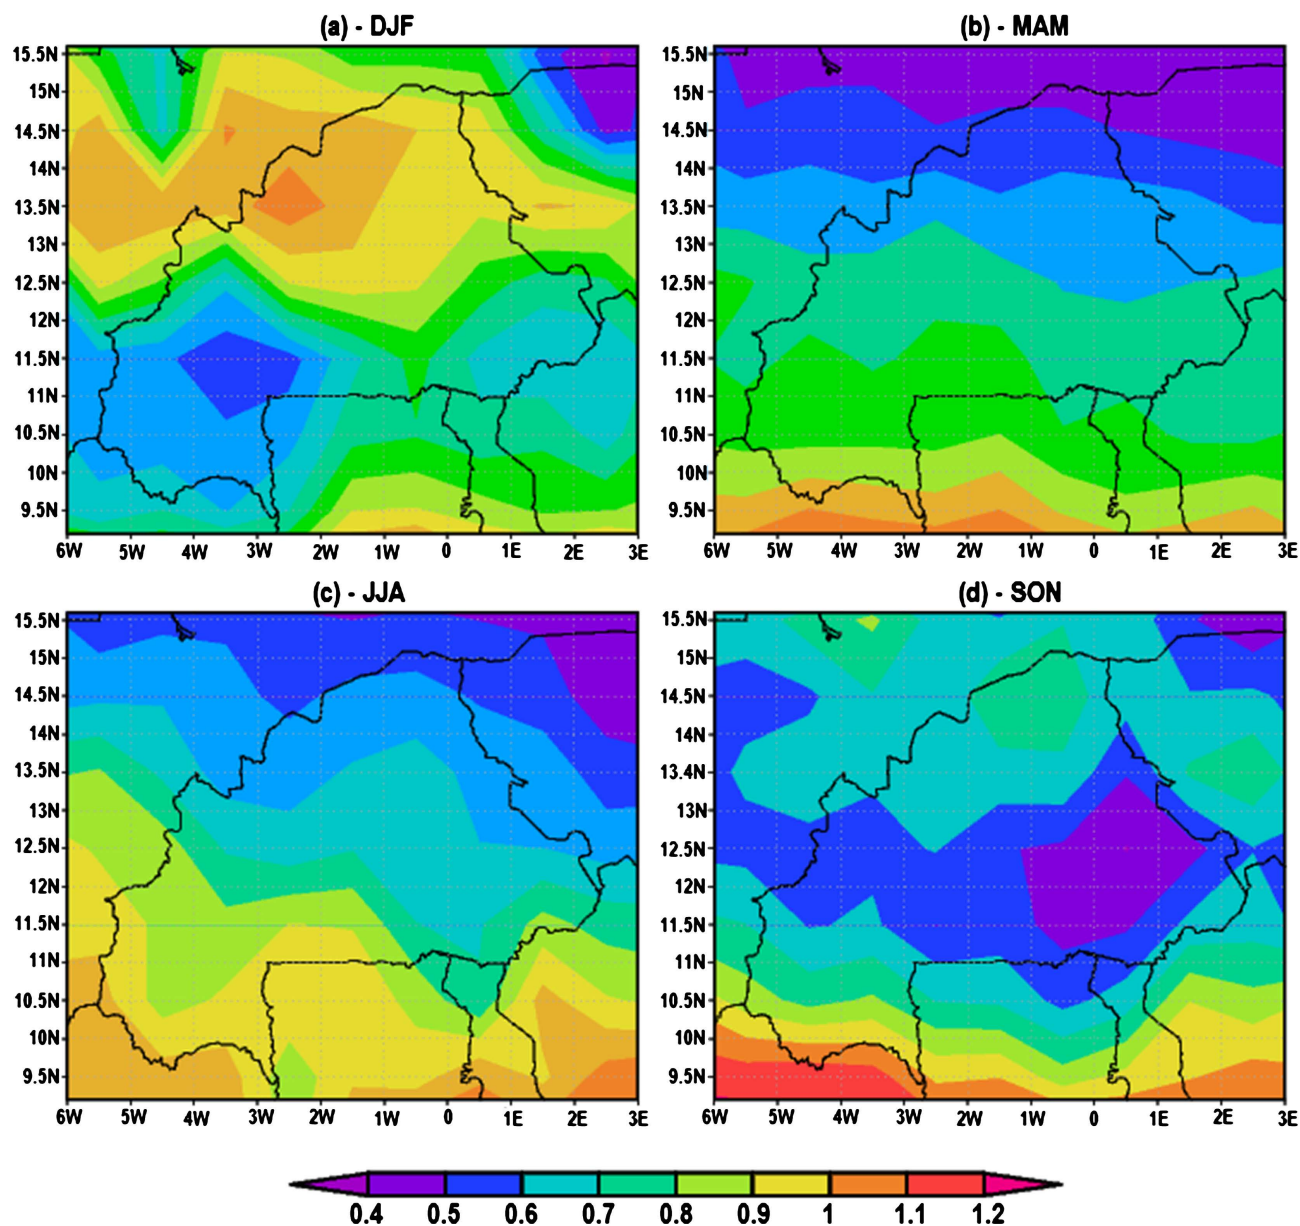 (a) - DJF
(b) - MAM
15.5N
15N
14.5N
14N
13.5N
13N
12.5N
12N
11.5N
11N
10.5N
10N
9.5N
6W 5W 4W 3W 2W 1W 0 1E 2E 3E
15.5N
15N
14.5N
14N
13.5N
13N
12.5N
12N
11.5N
11N
10.5N
10N
9.5N
6W 5W 4W 3W 2W 1W 0 1E 2E 3E
(c) - JJA
(d) - SON
15.5N
15N
14.5N
14N
13.5N
13N
12.5N
12N
11.5N
11N
10.5N
10N
9.5N
6W 5W 4W 3W 2W 1W 0 1E 2E 3E
15.5N
15N
14.5N
14N
13.4N
13N
12.5N
12N
11.5N
11N
10.5N
10N
9.5N
6W 5W 4W 3W 2W 1W 0 1E 2E 3E
0.4 0.5 0.6 0.7 0.8 0.9 1 1.1 1.2